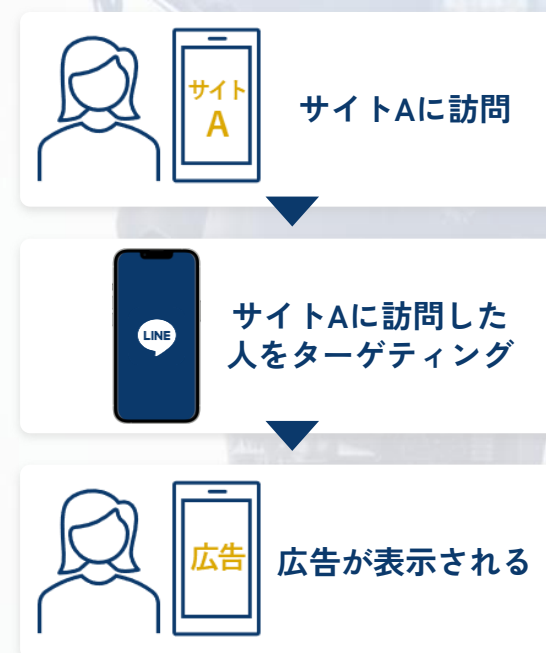 サイト
A
サイトAに訪問
LINE
サイトAに訪問した
人をターゲティング
広告
広告が表示される